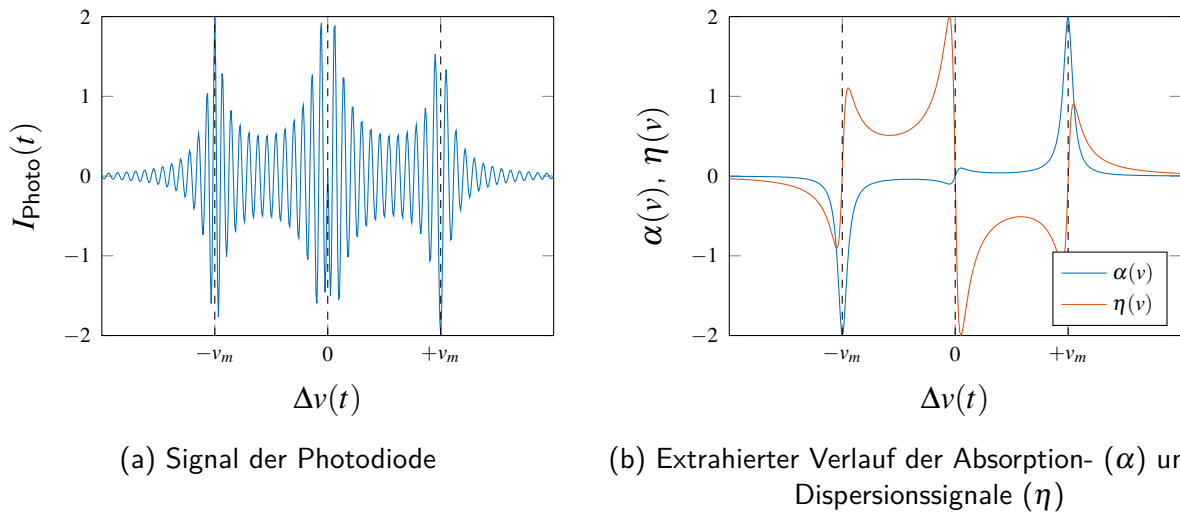 2
1
0
−1
−2
I_Photo(t)
−ν_m
0
+ν_m
Δν(t)
(a) Signal der Photodiode
2
1
0
−1
−2
α(ν), η(ν)
−ν_m
0
+ν_m
Δν(t)
α(ν)
η(ν)
(b) Extrahierter Verlauf der Absorption- (α) un
Dispersionssignale (η)